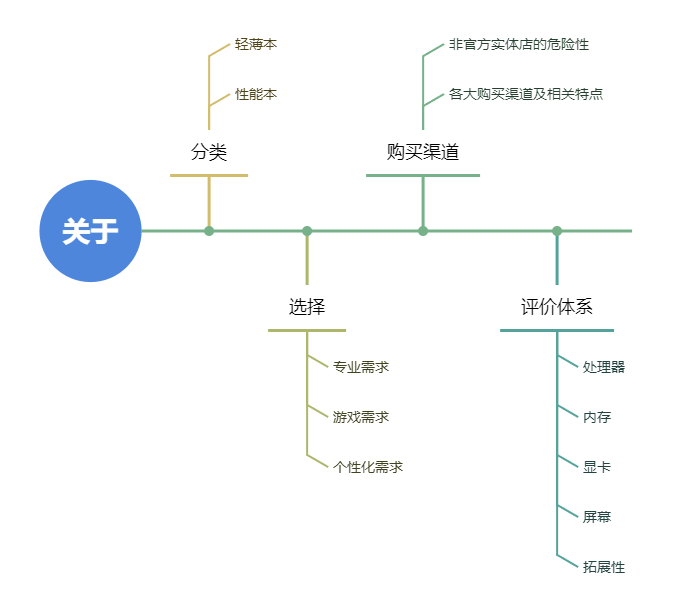 关于
分类
轻薄本
性能本
选择
专业需求
游戏需求
个性化需求
购买渠道
非官方实体店的危险性
各大购买渠道及相关特点
评价体系
处理器
内存
显卡
屏幕
拓展性